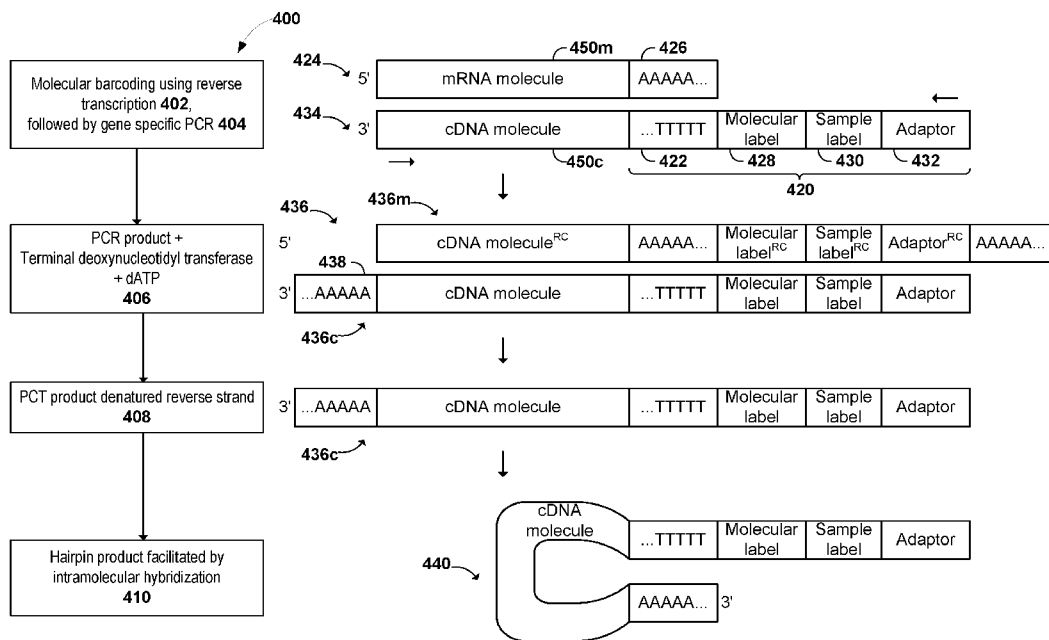 400
Molecular barcoding using reverse
transcription 402,
followed by gene specific PCR 404
PCR product +
Terminal deoxynucleotidyl transferase
+ dATP
406
PCT product denatured reverse strand
408
Hairpin product facilitated by
intramolecular hybridization
410
450m 426
424 5' mRNA molecule AAAAA...
434 3' cDNA molecule ...TTTTT Molecular label Sample label Adaptor
450c 422 428 430 432
420
436 436m
5' cDNA molecule^RC AAAAA... Molecular label^RC Sample label^RC Adaptor^RC AAAAA...
438
3' ...AAAAA cDNA molecule ...TTTTT Molecular label Sample label Adaptor
436c
3' ...AAAAA cDNA molecule ...TTTTT Molecular label Sample label Adaptor
436c
cDNA
molecule
...TTTTT Molecular label Sample label Adaptor
440
AAAAA... 3'